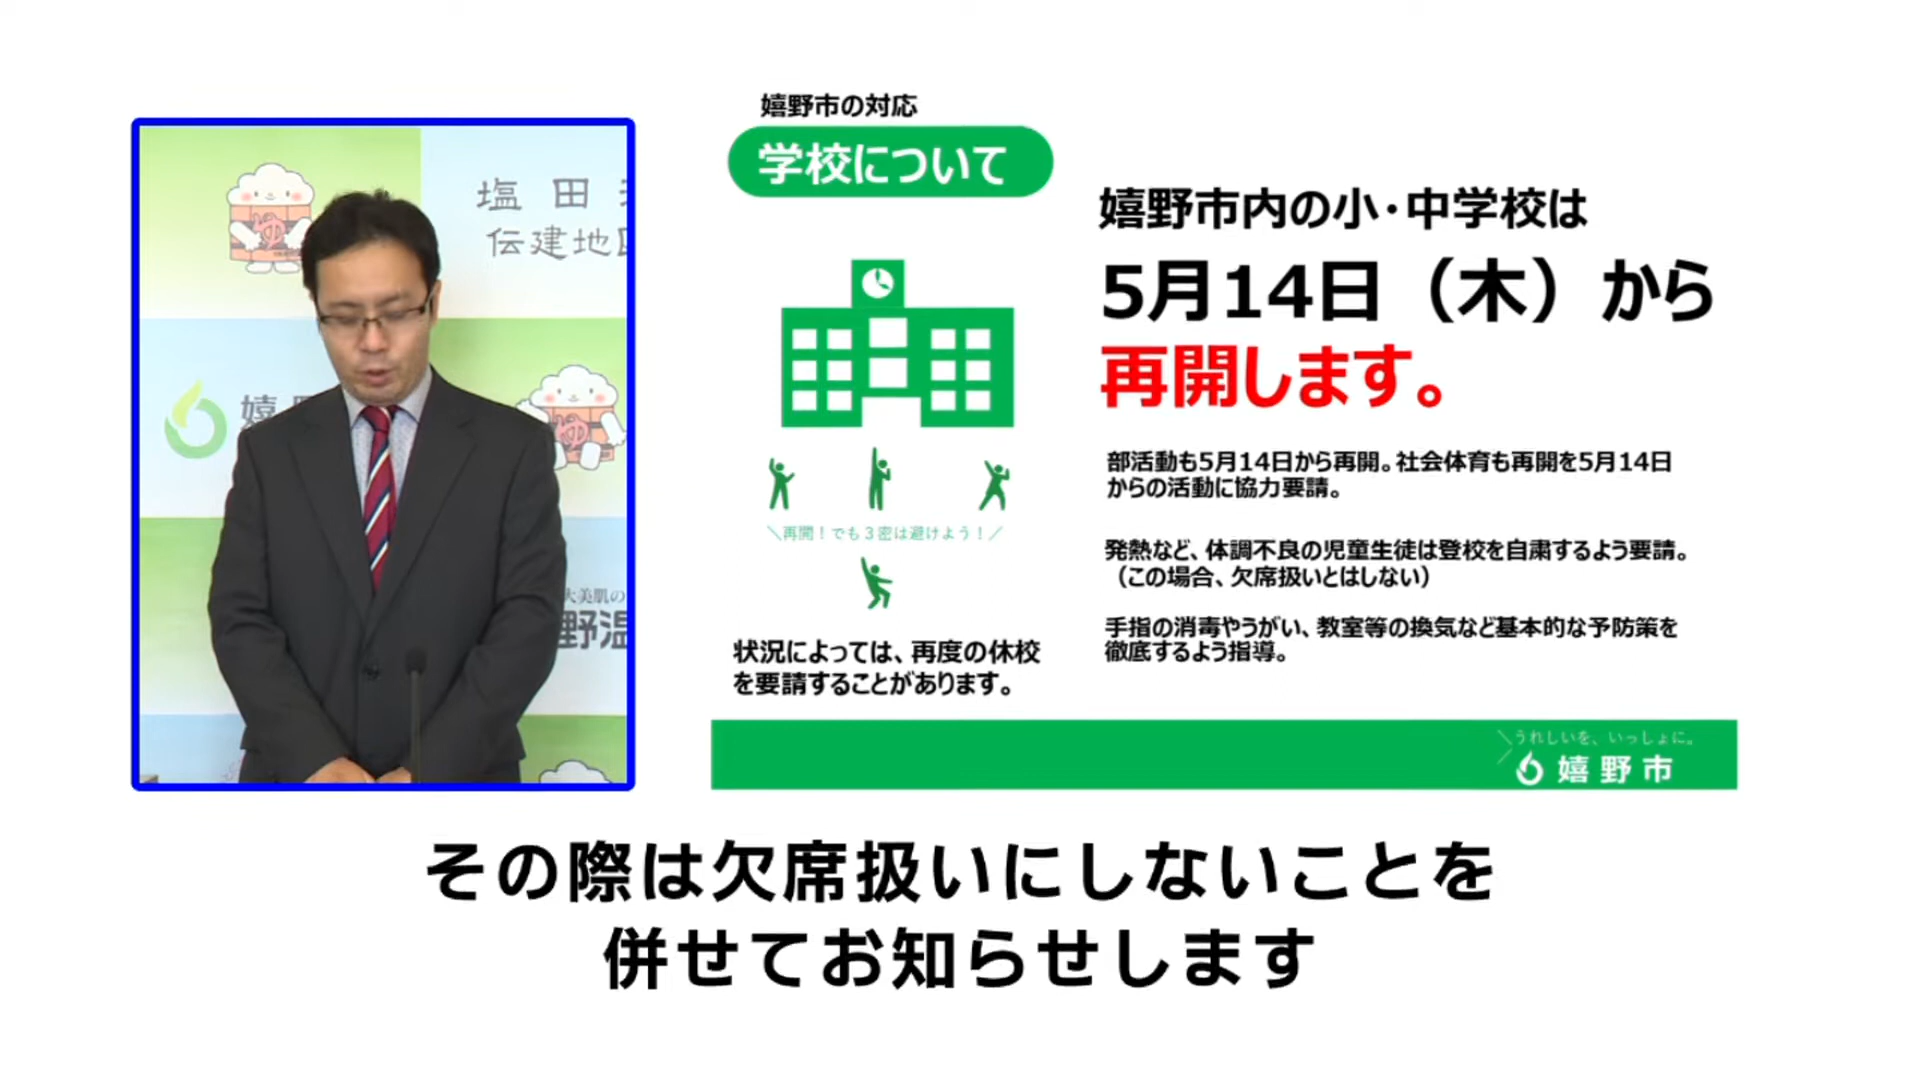 嬉野市の対応
学校について
嬉野市内の小・中学校は
5月14日（木）から
再開します。
部活動も5月14日から再開。社会体育も再開を5月14日
からの活動に協力要請。
発熱など、体調不良の児童生徒は登校を自粛するよう要請。
（この場合、欠席扱いとはしない）
手指の消毒やうがい、教室等の換気など基本的な予防策を
徹底するよう指導。
＼再開！でも３密は避けよう！／
状況によっては、再度の休校
を要請することがあります。
＼うれしいを、いっしょに。／
嬉野市
塩田
伝建地区
ゆ
嬉野
ゆ
大美肌の
野温
その際は欠席扱いにしないことを
併せてお知らせします